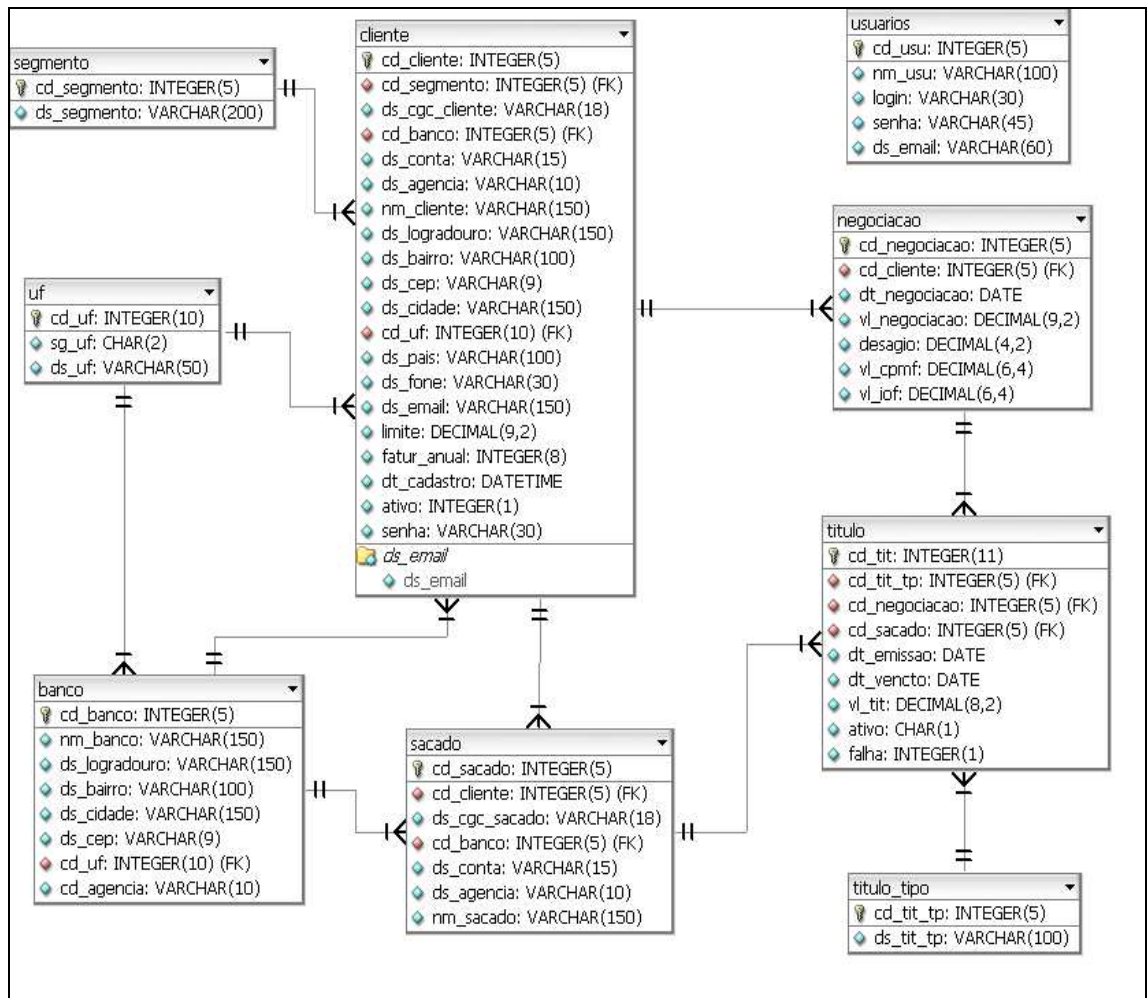 segmento
cd_segmento: INTEGER(5)
ds_segmento: VARCHAR(200)
cliente
cd_cliente: INTEGER(5)
cd_segmento: INTEGER(5) (FK)
ds_cgc_cliente: VARCHAR(18)
cd_banco: INTEGER(5) (FK)
ds_conta: VARCHAR(15)
ds_agencia: VARCHAR(10)
nm_cliente: VARCHAR(150)
ds_logradouro: VARCHAR(150)
ds_bairro: VARCHAR(100)
ds_cep: VARCHAR(9)
ds_cidade: VARCHAR(150)
cd_uf: INTEGER(10) (FK)
ds_pais: VARCHAR(100)
ds_fone: VARCHAR(30)
ds_email: VARCHAR(150)
limite: DECIMAL(9,2)
fatur_anual: INTEGER(8)
dt_cadastro: DATETIME
ativo: INTEGER(1)
senha: VARCHAR(30)
ds_email
ds_email
usuarios
cd_usu: INTEGER(5)
nm_usu: VARCHAR(100)
login: VARCHAR(30)
senha: VARCHAR(45)
ds_email: VARCHAR(60)
negociacao
cd_negociacao: INTEGER(5)
cd_cliente: INTEGER(5) (FK)
dt_negociacao: DATE
vl_negociacao: DECIMAL(9,2)
desagio: DECIMAL(4,2)
vl_cpmf: DECIMAL(6,4)
vl_iof: DECIMAL(6,4)
uf
cd_uf: INTEGER(10)
sg_uf: CHAR(2)
ds_uf: VARCHAR(50)
titulo
cd_tit: INTEGER(11)
cd_tit_tp: INTEGER(5) (FK)
cd_negociacao: INTEGER(5) (FK)
cd_sacado: INTEGER(5) (FK)
dt_emissao: DATE
dt_vencto: DATE
vl_tit: DECIMAL(8,2)
ativo: CHAR(1)
falha: INTEGER(1)
banco
cd_banco: INTEGER(5)
nm_banco: VARCHAR(150)
ds_logradouro: VARCHAR(150)
ds_bairro: VARCHAR(100)
ds_cidade: VARCHAR(150)
ds_cep: VARCHAR(9)
cd_uf: INTEGER(10) (FK)
cd_agencia: VARCHAR(10)
sacado
cd_sacado: INTEGER(5)
cd_cliente: INTEGER(5) (FK)
ds_cgc_sacado: VARCHAR(18)
cd_banco: INTEGER(5) (FK)
ds_conta: VARCHAR(15)
ds_agencia: VARCHAR(10)
nm_sacado: VARCHAR(150)
titulo_tipo
cd_tit_tp: INTEGER(5)
ds_tit_tp: VARCHAR(100)